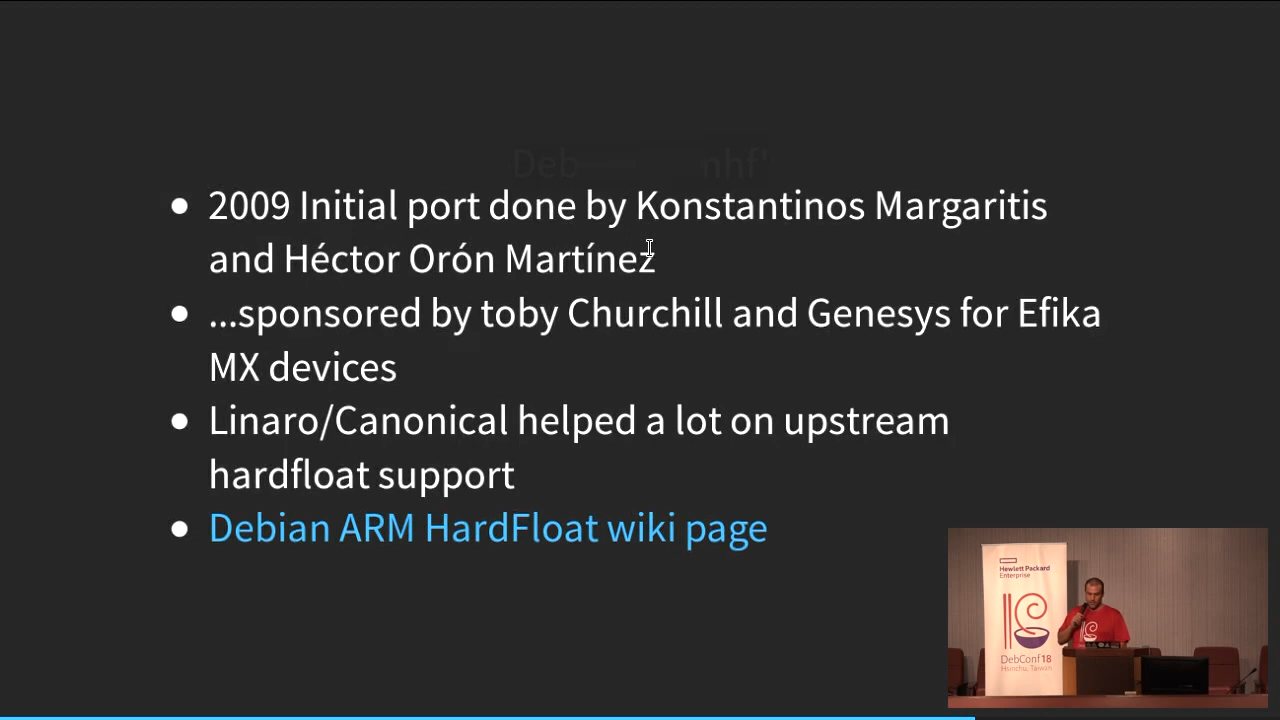 2009 Initial port done by Konstantinos Margaritis
and Héctor Orón Martínez
...sponsored by toby Churchill and Genesys for Efika
MX devices
Linaro/Canonical helped a lot on upstream
hardfloat support
Debian ARM HardFloat wiki page
Hewlett Packard
Enterprise
DebConf18
Hsinchu, Taiwan